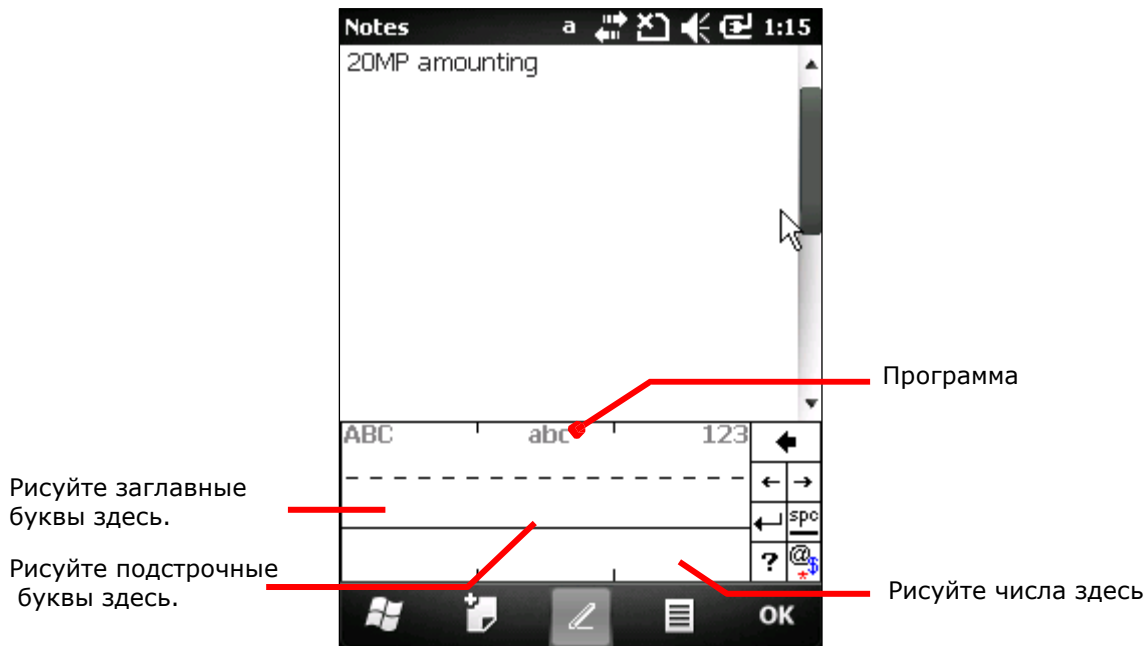 Notes a 1:15
20MP amounting
Программа
ABC abc 123
Рисуйте заглавные
буквы здесь.
spc
Рисуйте подстрочные
буквы здесь.
? @$*
Рисуйте числа здесь
OK